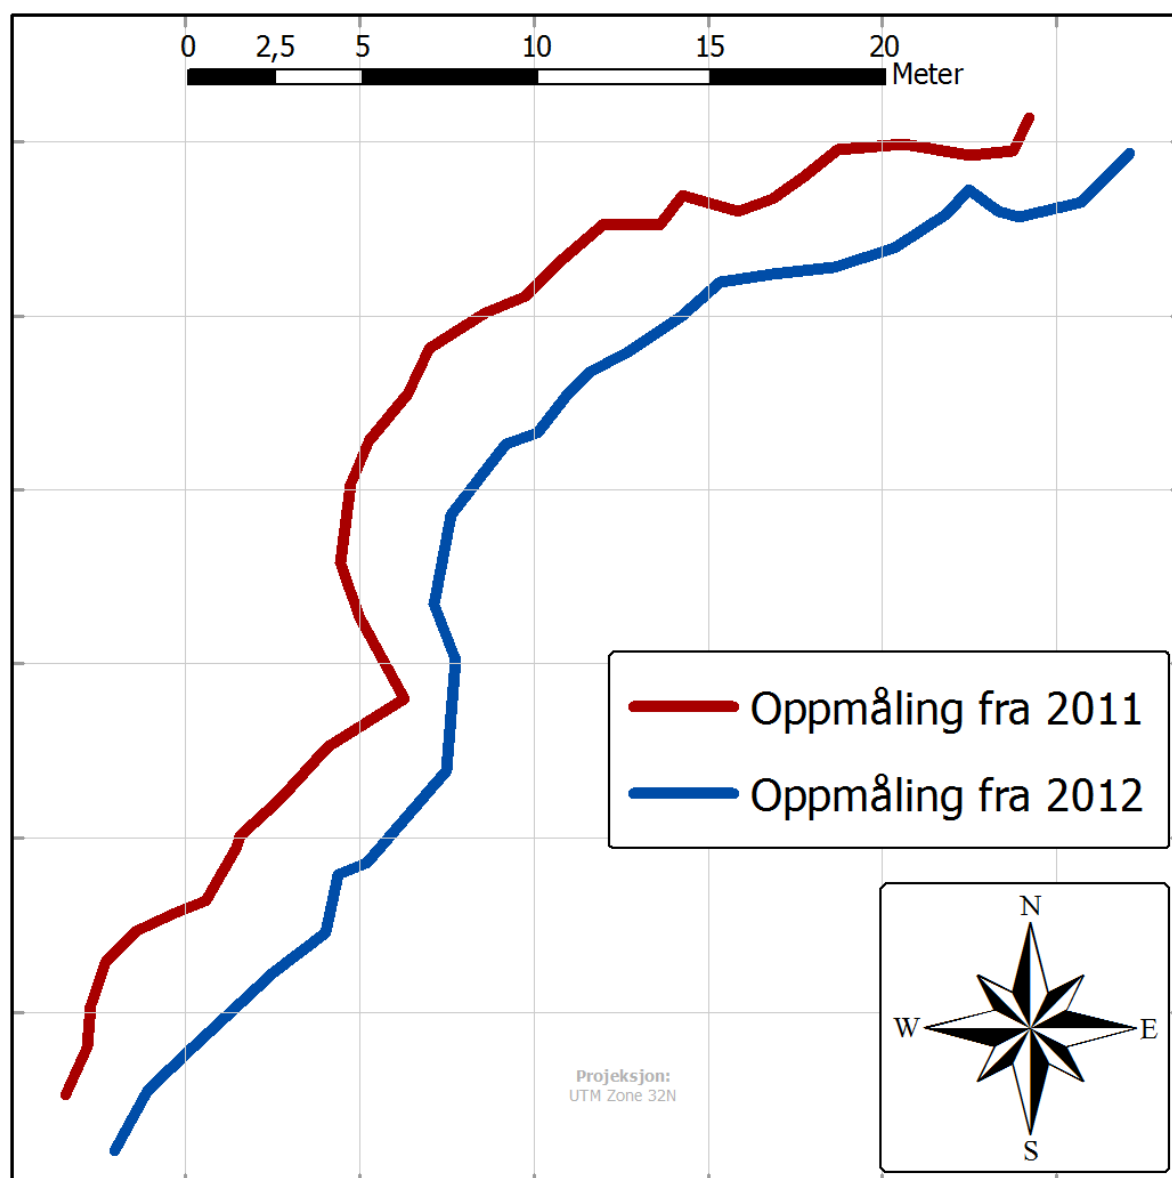 0 2,5 5 10 15 20
Meter
Oppmåling fra 2011
Oppmåling fra 2012
N
W E
S
Projeksjon:
UTM Zone 32N